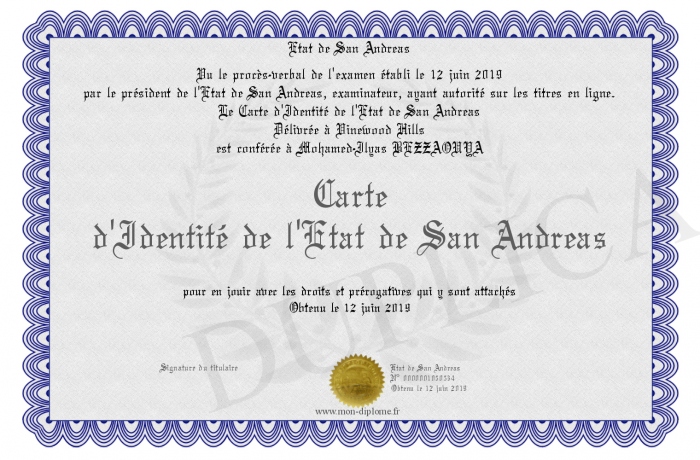 Etat de San Andreas
Vu le procès-verbal de l'examen établi le 12 juin 2019
par le président de l'Etat de San Andreas, examinateur, ayant autorité sur les titres en ligne.
Le Carte d'Identité de l'Etat de San Andreas
Délivrée à Vinewood Hills
est conférée à Mohamed-Ilyas BEZZAOUYA
Carte
d'Identité de l'Etat de San Andreas
pour en jouir avec les droits et prérogatives qui y sont attachés
Obtenu le 12 juin 2019
Signature du titulaire
Etat de San Andreas
N°
Obtenu le 12 juin 2019
www.mon-diplome.fr
DUPLICA